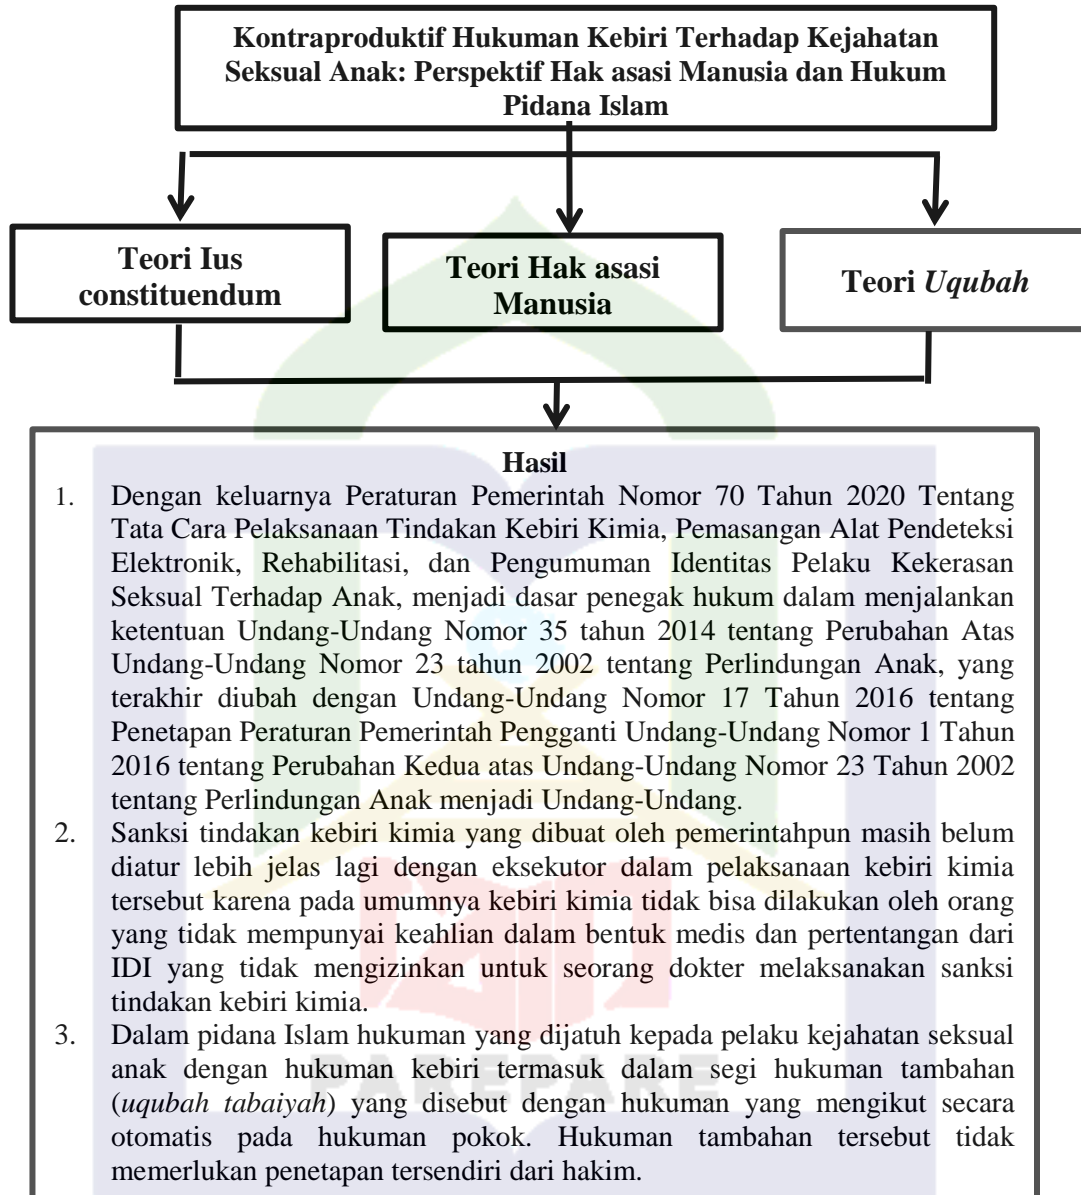 Kontraproduktif Hukuman Kebiri Terhadap Kejahatan
Seksual Anak: Perspektif Hak asasi Manusia dan Hukum
Pidana Islam
Teori Ius
constituendum
Teori Hak asasi
Manusia
Teori Uqubah
Hasil
1. Dengan keluarnya Peraturan Pemerintah Nomor 70 Tahun 2020 Tentang
Tata Cara Pelaksanaan Tindakan Kebiri Kimia, Pemasangan Alat Pendeteksi
Elektronik, Rehabilitasi, dan Pengumuman Identitas Pelaku Kekerasan
Seksual Terhadap Anak, menjadi dasar penegak hukum dalam menjalankan
ketentuan Undang-Undang Nomor 35 tahun 2014 tentang Perubahan Atas
Undang-Undang Nomor 23 tahun 2002 tentang Perlindungan Anak, yang
terakhir diubah dengan Undang-Undang Nomor 17 Tahun 2016 tentang
Penetapan Peraturan Pemerintah Pengganti Undang-Undang Nomor 1 Tahun
2016 tentang Perubahan Kedua atas Undang-Undang Nomor 23 Tahun 2002
tentang Perlindungan Anak menjadi Undang-Undang.
2. Sanksi tindakan kebiri kimia yang dibuat oleh pemerintahpun masih belum
diatur lebih jelas lagi dengan eksekutor dalam pelaksanaan kebiri kimia
tersebut karena pada umumnya kebiri kimia tidak bisa dilakukan oleh orang
yang tidak mempunyai keahlian dalam bentuk medis dan pertentangan dari
IDI yang tidak mengizinkan untuk seorang dokter melaksanakan sanksi
tindakan kebiri kimia.
3. Dalam pidana Islam hukuman yang dijatuh kepada pelaku kejahatan seksual
anak dengan hukuman kebiri termasuk dalam segi hukuman tambahan
(uqubah tabaiyah) yang disebut dengan hukuman yang mengikut secara
otomatis pada hukuman pokok. Hukuman tambahan tersebut tidak
memerlukan penetapan tersendiri dari hakim.
PAREPARE